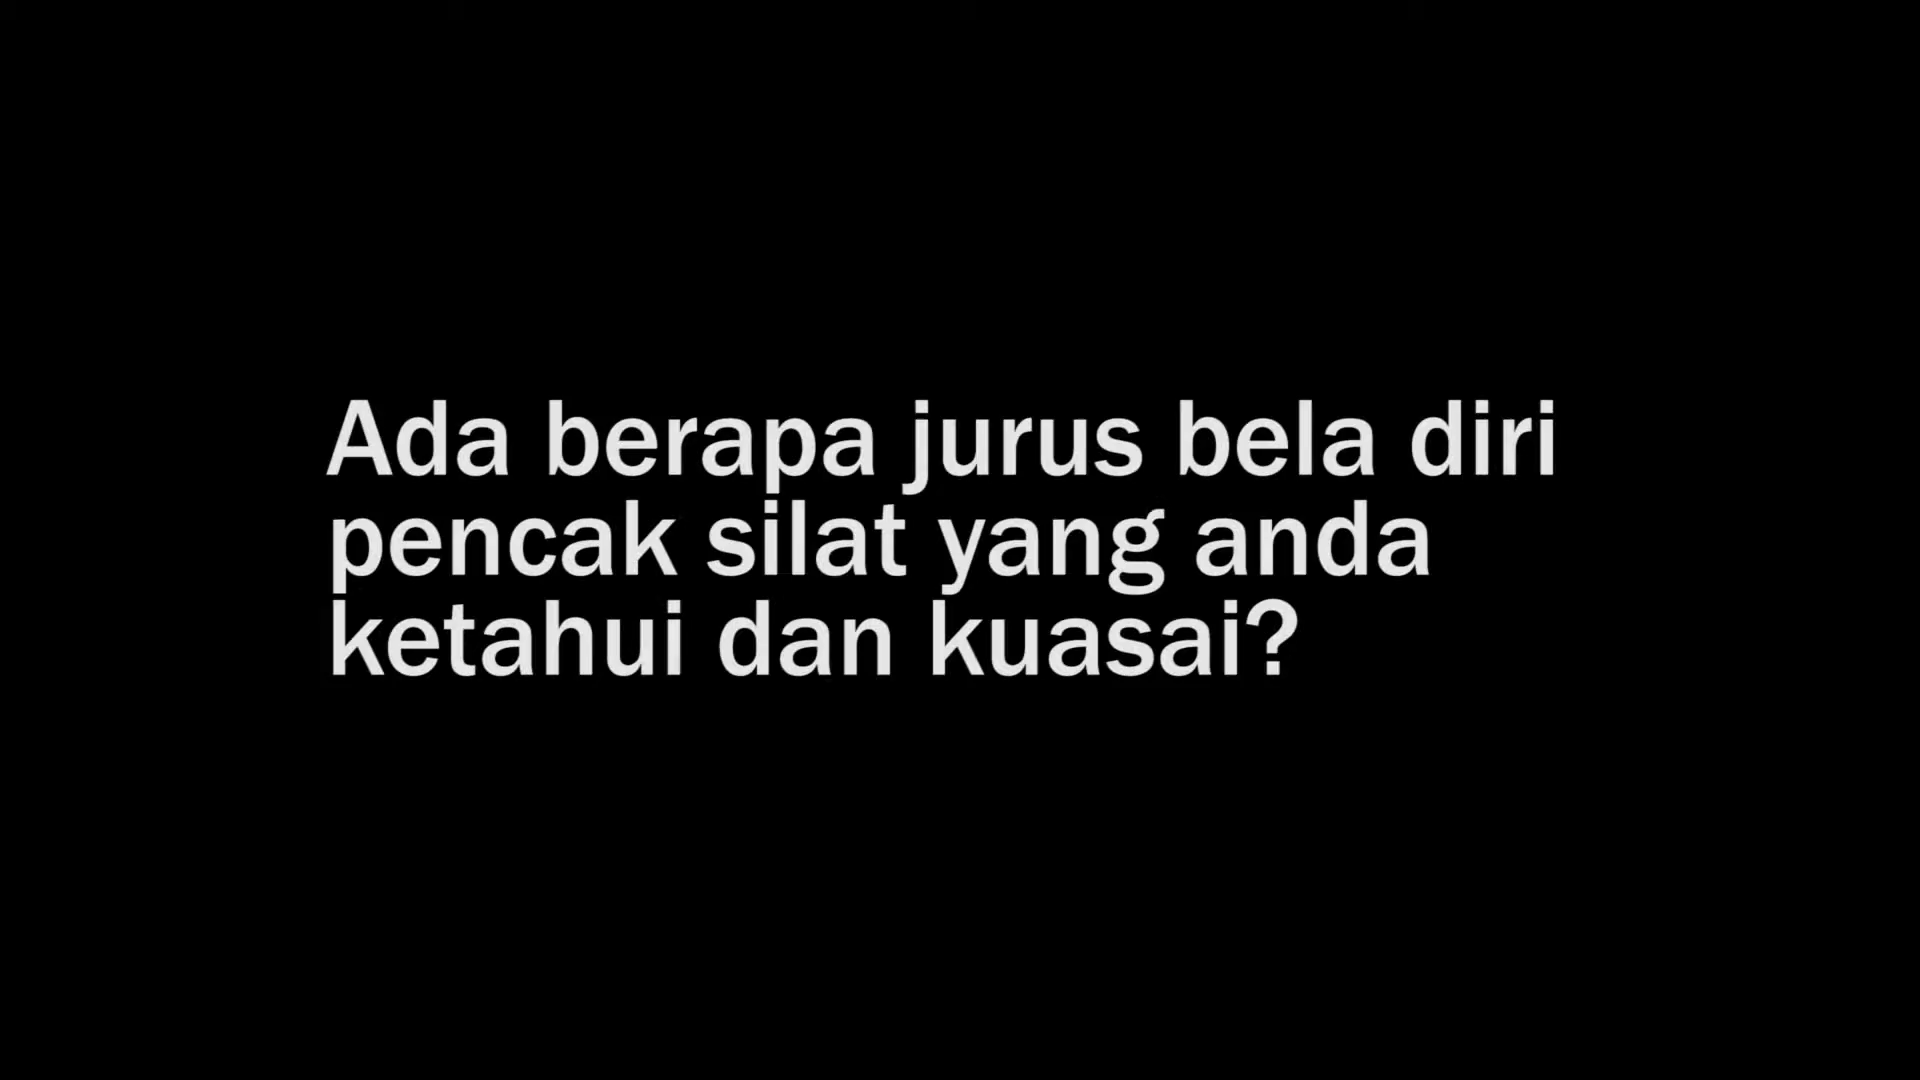 Ada berapa jurus bela diri
pencak silat yang anda
ketahui dan kuasai?